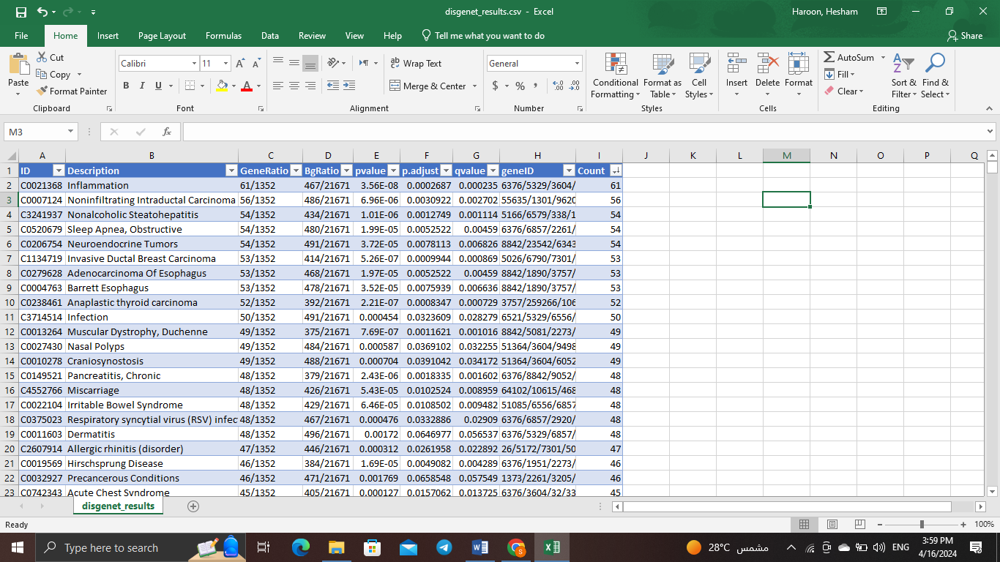 disgenet_results.csv - Excel
Haroon, Hesham
File Home Insert Page Layout Formulas Data Review View Help Tell me what you want to do Share
Paste Cut
Copy
Format Painter
Calibri 11
B I U
Wrap Text
Merge & Center
General
$ % ,
Conditional Formatting
Format as Table
Cell Styles
Insert Delete Format
AutoSum
Fill
Clear
Sort & Filter
Find & Select
Clipboard Font Alignment Number Styles Cells Editing
M3 fx
A B C D E F G H I J K L M N O P Q
1 ID Description GeneRatio BgRatio pvalue p.adjust qvalue geneID Count
2 C0021368 Inflammation 61/1352 467/21671 3.56E-08 0.0002687 0.000235 6376/5329/3604/ 61
3 C0007124 Noninfiltrating Intraductal Carcinoma 56/1352 486/21671 6.96E-06 0.0030922 0.002702 55635/1301/9620 56
4 C3241937 Nonalcoholic Steatohepatitis 54/1352 434/21671 1.01E-06 0.0012749 0.001114 5166/6579/338/1 54
5 C0520679 Sleep Apnea, Obstructive 54/1352 480/21671 1.99E-05 0.0052522 0.00459 6376/6857/2261/ 54
6 C0206754 Neuroendocrine Tumors 54/1352 491/21671 3.72E-05 0.0078113 0.006826 8842/23542/6343 54
7 C1134719 Invasive Ductal Breast Carcinoma 53/1352 414/21671 5.26E-07 0.0009944 0.000869 5026/6790/7301/ 53
8 C0279628 Adenocarcinoma Of Esophagus 53/1352 468/21671 1.97E-05 0.0052522 0.00459 8842/1890/3757/ 53
9 C0004763 Barrett Esophagus 53/1352 478/21671 3.52E-05 0.0075939 0.006636 8842/1890/3757/ 53
10 C0238461 Anaplastic thyroid carcinoma 52/1352 392/21671 2.21E-07 0.0008347 0.000729 3757/259266/106 52
11 C3714514 Infection 50/1352 491/21671 0.000454 0.0323609 0.028279 6521/5329/6556/ 50
12 C0013264 Muscular Dystrophy, Duchenne 49/1352 375/21671 7.69E-07 0.0011621 0.001016 8842/5081/2273/ 49
13 C0027430 Nasal Polyps 49/1352 484/21671 0.000587 0.0369102 0.032255 51364/3604/9498 49
14 C0010278 Craniosynostosis 49/1352 488/21671 0.000704 0.0391042 0.034172 51364/3604/6052 49
15 C0149521 Pancreatitis, Chronic 48/1352 379/21671 2.43E-06 0.0018335 0.001602 6376/8842/9052/ 48
16 C4552766 Miscarriage 48/1352 426/21671 5.43E-05 0.0102524 0.008959 64102/10615/468 48
17 C0022104 Irritable Bowel Syndrome 48/1352 429/21671 6.46E-05 0.0108502 0.009482 51085/6556/6857 48
18 C0375023 Respiratory syncytial virus (RSV) infec 48/1352 467/21671 0.000476 0.0332886 0.02909 6376/6857/2920/ 48
19 C0011603 Dermatitis 48/1352 496/21671 0.00172 0.0646977 0.056537 6376/5329/6857/ 48
20 C2607914 Allergic rhinitis (disorder) 47/1352 446/21671 0.000312 0.0261958 0.022892 26/5172/7301/50 47
21 C0019569 Hirschsprung Disease 46/1352 384/21671 1.69E-05 0.0049082 0.004289 6376/1951/2273/ 46
22 C0032927 Precancerous Conditions 46/1352 471/21671 0.001769 0.0658548 0.057549 1373/2261/3205/ 46
23 C0742343 Acute Chest Syndrome 45/1352 405/21671 0.000127 0.0157062 0.013725 6376/3604/32/33 45
disgenet_results
Ready 100%
Type here to search
28°C مشمس
ENG
3:59 PM
4/16/2024